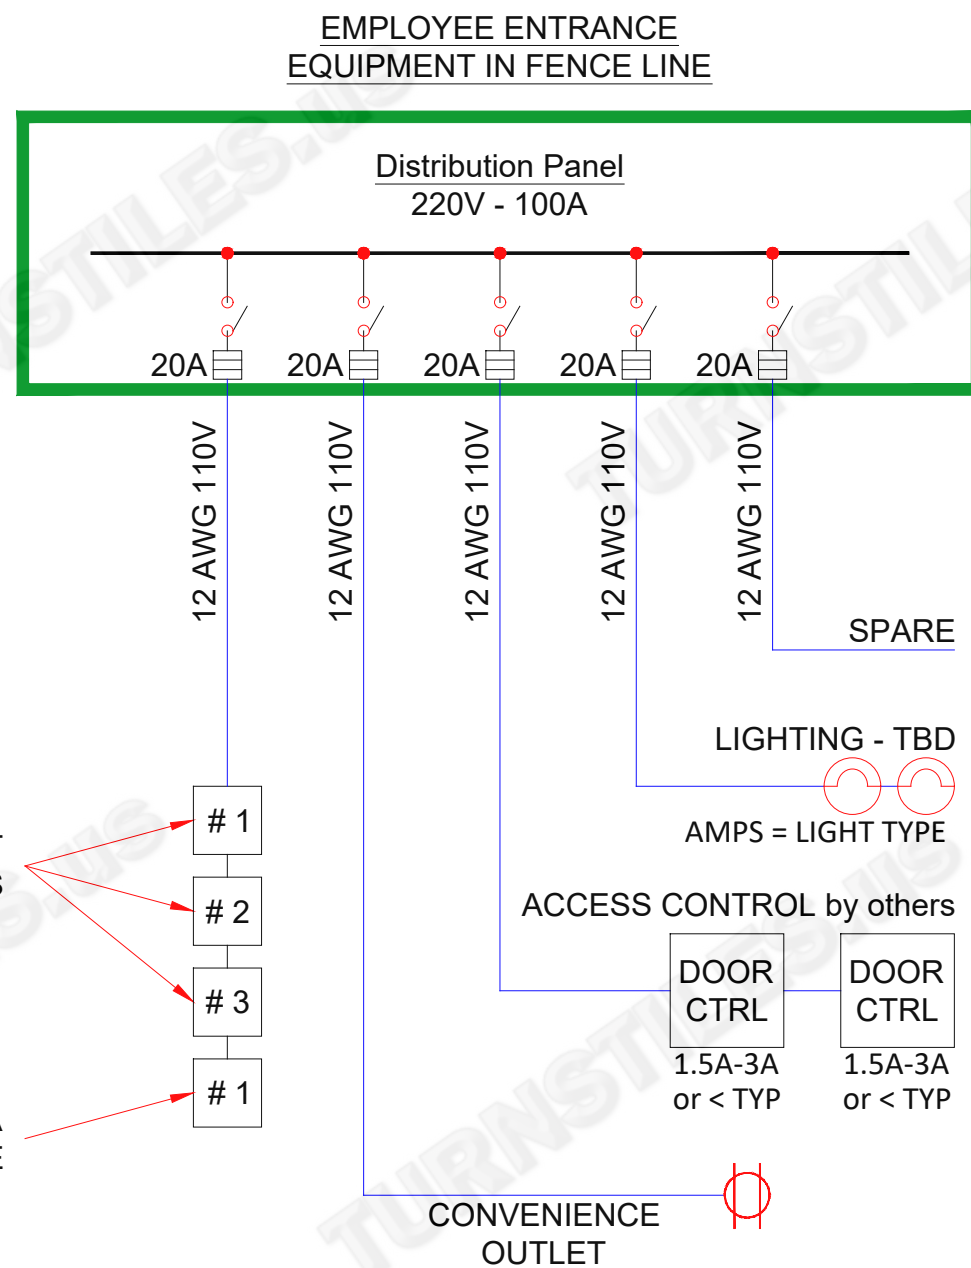 EMPLOYEE ENTRANCE
EQUIPMENT IN FENCE LINE
Distribution Panel
220V - 100A
20A 20A 20A 20A 20A
12 AWG 110V
12 AWG 110V
12 AWG 110V
12 AWG 110V
12 AWG 110V
SPARE
LIGHTING - TBD
AMPS = LIGHT TYPE
# 1
# 2
# 3
# 1
ACCESS CONTROL by others
DOOR
CTRL
DOOR
CTRL
1.5A-3A
or < TYP
1.5A-3A
or < TYP
CONVENIENCE
OUTLET
TURNSTILES.us